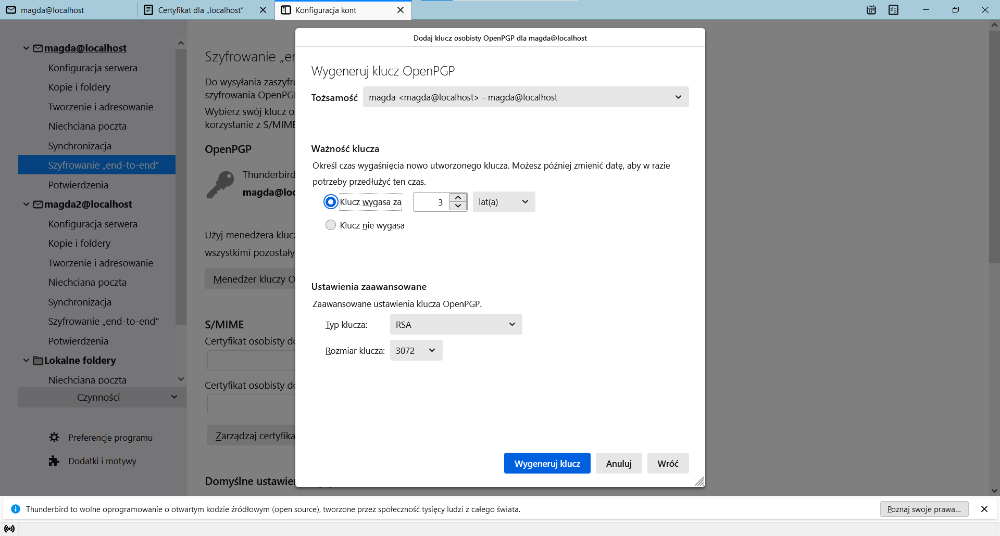 magda@localhost
Certyfikat dla „localhost”
Konfiguracja kont
magda@localhost
Konfiguracja serwera
Kopie i foldery
Tworzenie i adresowanie
Niechciana poczta
Synchronizacja
Szyfrowanie „end-to-end”
Potwierdzenia
magda2@localhost
Konfiguracja serwera
Kopie i foldery
Tworzenie i adresowanie
Niechciana poczta
Synchronizacja
Szyfrowanie „end-to-end”
Potwierdzenia
Lokalne foldery
Niechciana poczta
Czynności
Preferencje programu
Dodatki i motywy
Szyfrowanie „en
Do wysyłania zaszyfro
szyfrowania OpenPGP
Wybierz swój klucz os
korzystanie z S/MIME
OpenPGP
Thunderbird
magda@loc
Użyj menedżera klucz
wszystkimi pozostały
Menedżer kluczy O
S/MIME
Certyfikat osobisty do
Certyfikat osobisty do
Zarządzaj certyfika
Domyślne ustawien
Dodaj klucz osobisty OpenPGP dla magda@localhost
Wygeneruj klucz OpenPGP
Tożsamość magda <magda@localhost> - magda@localhost
Ważność klucza
Określ czas wygaśnięcia nowo utworzonego klucza. Możesz później zmienić datę, aby w razie
potrzeby przedłużyć ten czas.
Klucz wygasa za 3 lat(a)
Klucz nie wygasa
Ustawienia zaawansowane
Zaawansowane ustawienia klucza OpenPGP.
Typ klucza: RSA
Rozmiar klucza: 3072
Wygeneruj klucz Anuluj Wróć
Thunderbird to wolne oprogramowanie o otwartym kodzie źródłowym (open source), tworzone przez społeczność tysięcy ludzi z całego świata.
Poznaj swoje prawa...